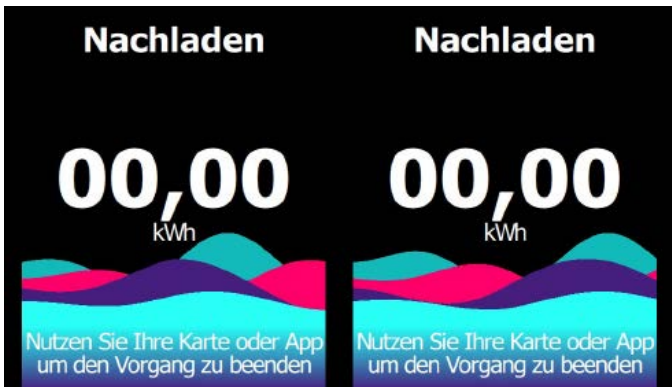 Nachladen
00,00
kWh
Nutzen Sie Ihre Karte oder App
um den Vorgang zu beenden
Nachladen
00,00
kWh
Nutzen Sie Ihre Karte oder App
um den Vorgang zu beenden